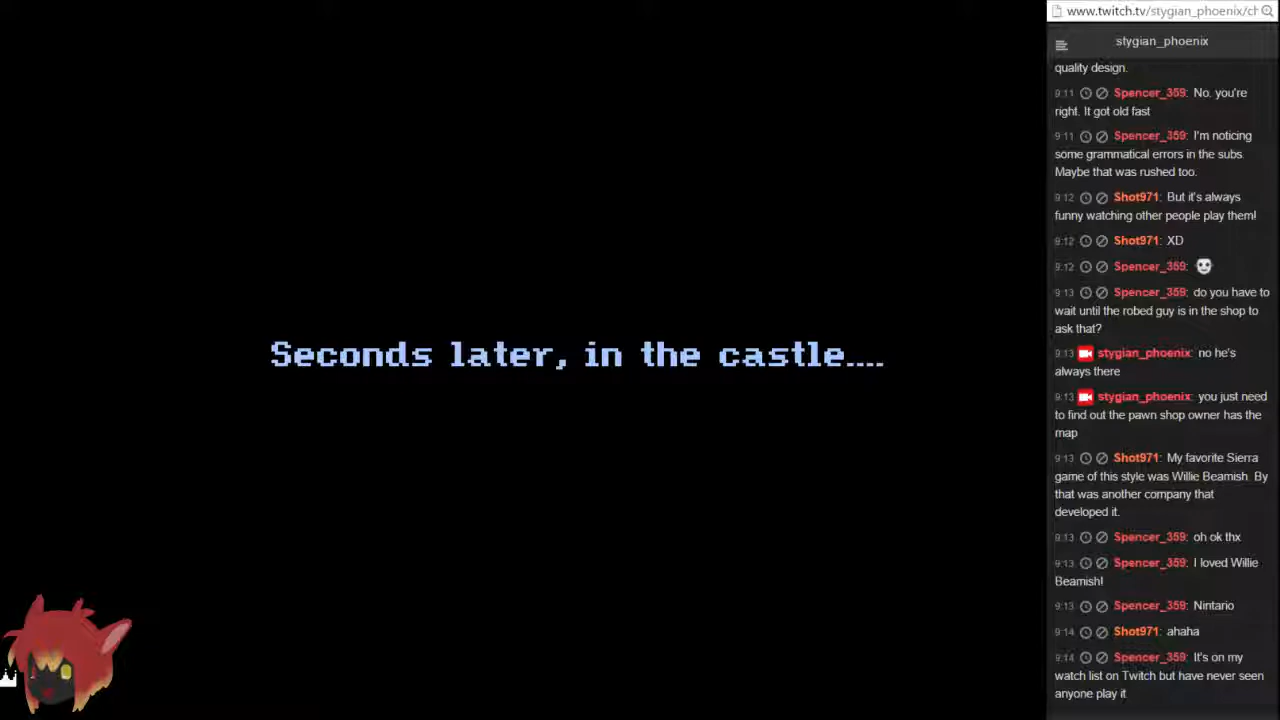 www.twitch.tv/stygian_phoenix/ch
stygian_phoenix
quality design.
9:11 Spencer_359: No. you're
right. It got old fast
9:11 Spencer_359: I'm noticing
some grammatical errors in the subs.
Maybe that was rushed too.
9:12 Shot971: But it's always
funny watching other people play them!
9:12 Shot971: XD
9:12 Spencer_359:
9:13 Spencer_359: do you have to
wait until the robed guy is in the shop to
ask that?
9:13 stygian_phoenix: no he's
always there
9:13 stygian_phoenix: you just need
to find out the pawn shop owner has the
map
9:13 Shot971: My favorite Sierra
game of this style was Willie Beamish. By
that was another company that
developed it.
9:13 Spencer_359: oh ok thx
9:13 Spencer_359: I loved Willie
Beamish!
9:13 Spencer_359: Nintario
9:14 Shot971: ahaha
9:14 Spencer_359: It's on my
watch list on Twitch but have never seen
anyone play it
Seconds later, in the castle....